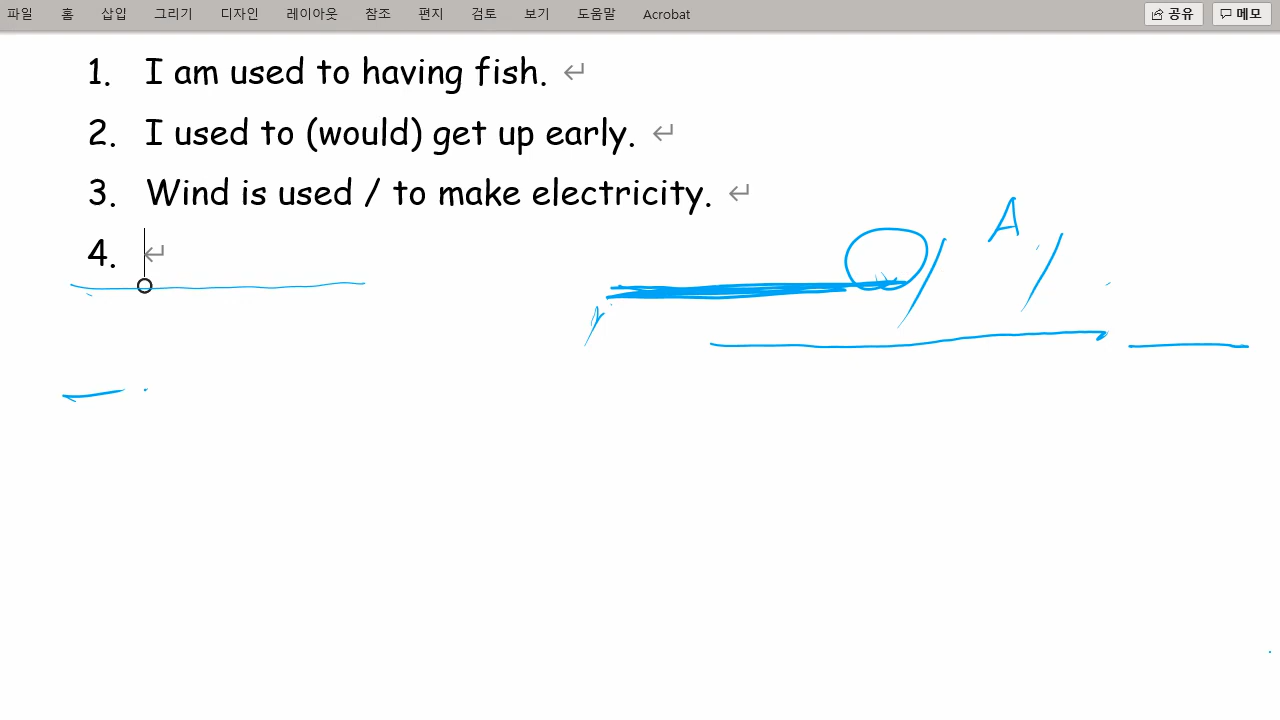 파일 홈 삽입 그리기 디자인 레이아웃 참조 편지 검토 보기 도움말 Acrobat 공유 메모
1. I am used to having fish.
2. I used to (would) get up early.
3. Wind is used / to make electricity.
A
4.